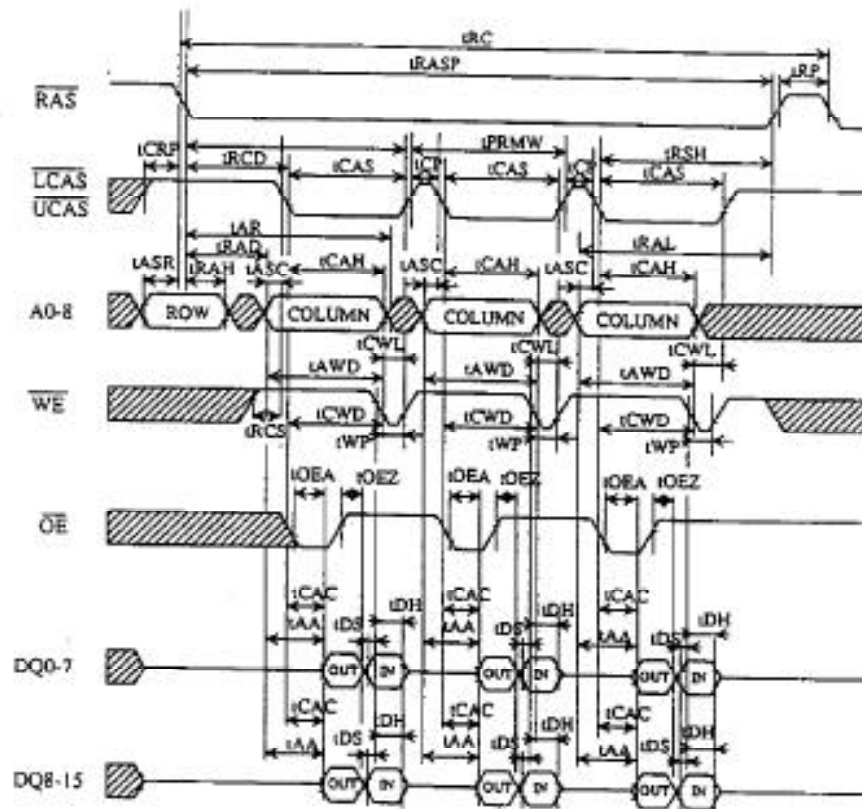 tRC
tRASP
tRP
RAS
tCRP
tRCD
tPRMW
tRSH
tCP
tCP
tCAS
tCAS
tCAS
LCAS
UCAS
tAR
tRAD
tRAL
tASR
tRAH
tASC
tCAH
tASC
tCAH
tASC
tCAH
A0-8
ROW
COLUMN
COLUMN
COLUMN
tCWL
tCWL
tCWL
tAWD
tAWD
tAWD
WE
tRCS
tCWD
tCWD
tCWD
tWP
tWP
tWP
tOEA
tOEZ
tOEA
tOEZ
tOEA
tOEZ
OE
tCAC
tDH
tCAC
tDH
tCAC
tDH
tAA
tDS
tAA
tDS
tAA
tDS
DQ0-7
OUT
IN
OUT
IN
OUT
IN
tCAC
tDH
tCAC
tDH
tCAC
tDH
tAA
tDS
tAA
tDS
tAA
tDS
DQ8-15
OUT
IN
OUT
IN
OUT
IN